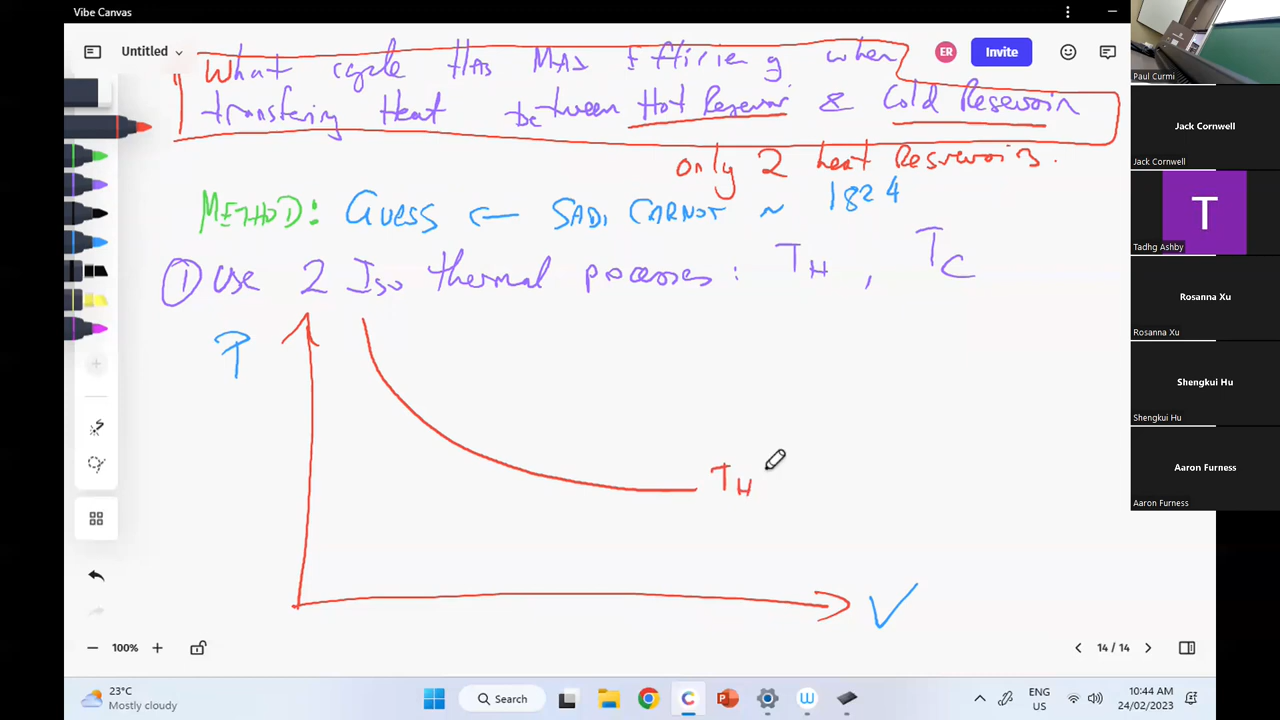 Vibe Canvas
Untitled
ER
Invite
What cycle HAS MAX Efficiency when
transfering Heat between Hot Reservoir & Cold Reservoir
only 2 heat Reservoirs.
METHOD: Guess ← SADI CARNOT ~ 1824
① Use 2 Iso thermal processes: TH, TC
P
TH
V
100%
14 / 14
Paul Curmi
Jack Cornwell
Jack Cornwell
T
Tadhg Ashby
Rosanna Xu
Rosanna Xu
Shengkui Hu
Shengkui Hu
Aaron Furness
Aaron Furness
23°C
Mostly cloudy
Search
ENG
US
10:44 AM
24/02/2023